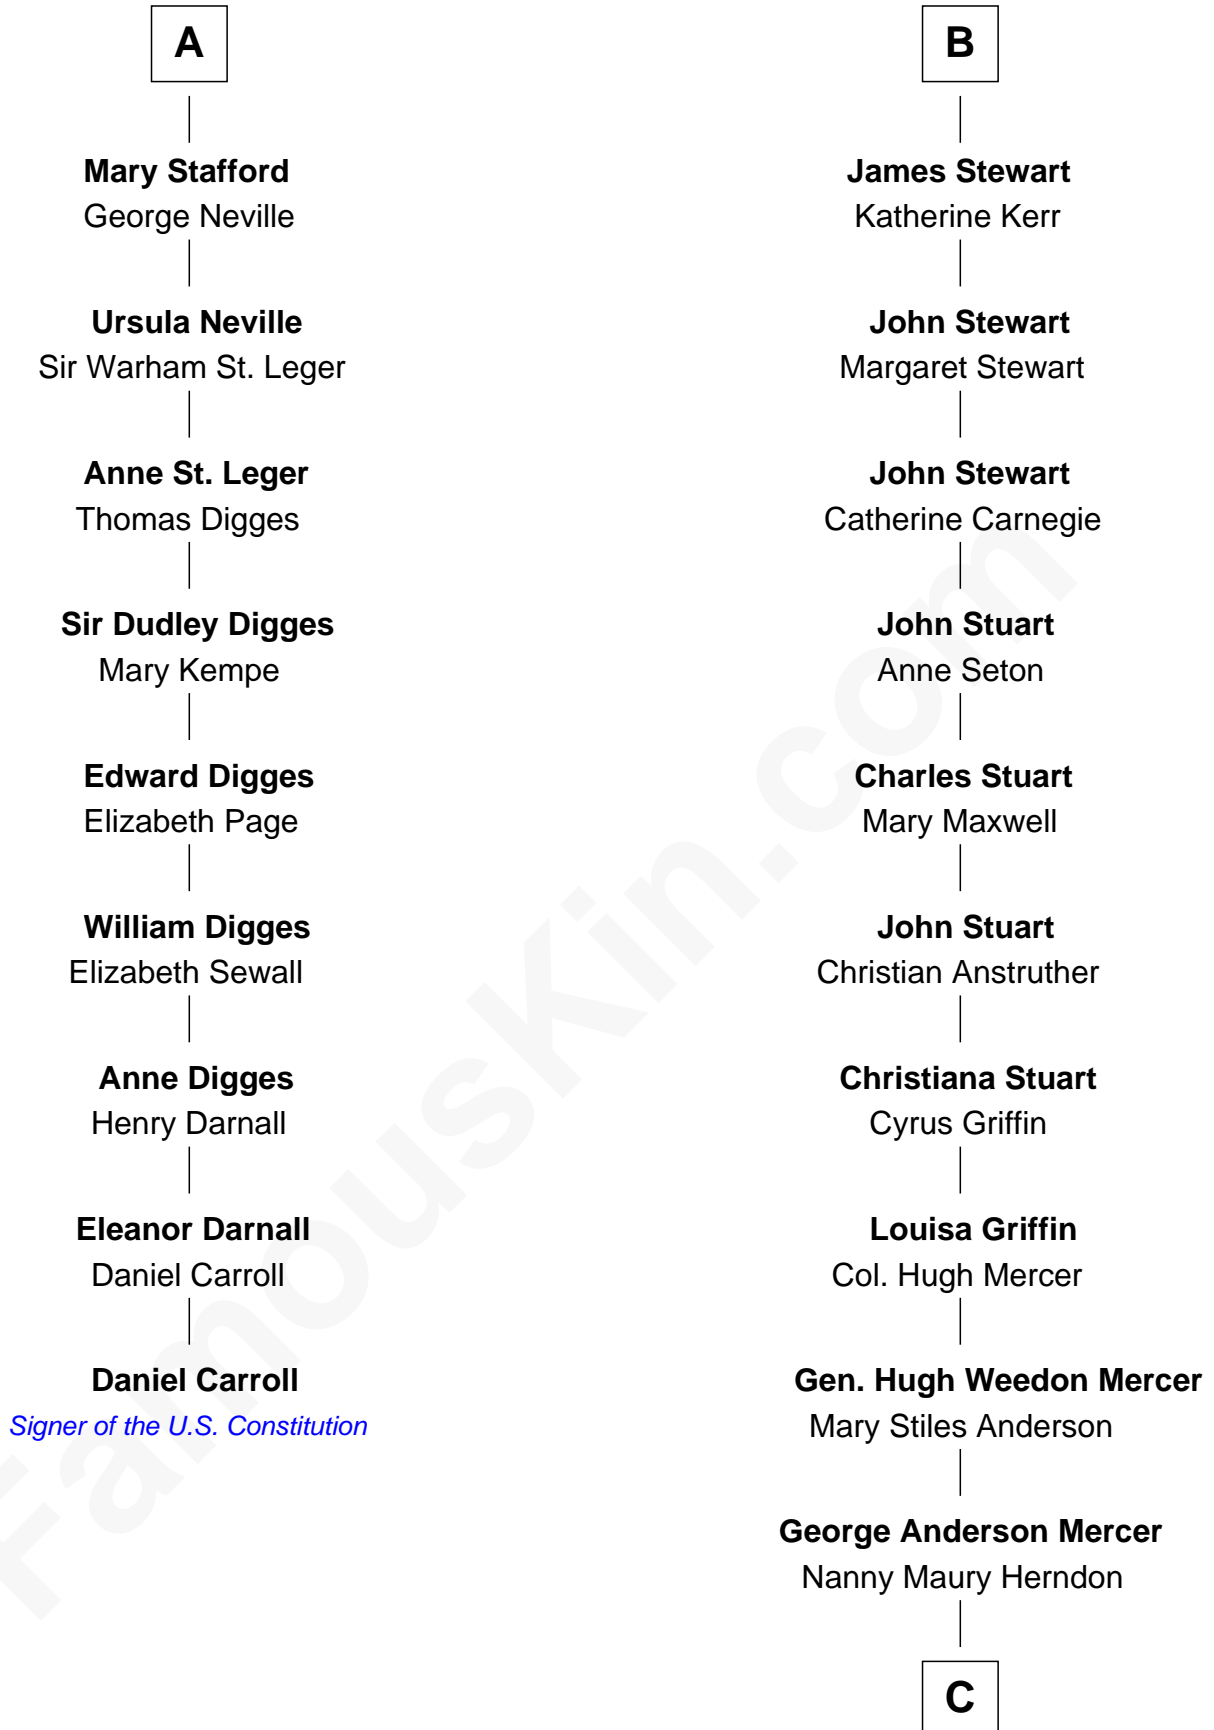 A
Mary Stafford
George Neville
Ursula Neville
Sir Warham St. Leger
Anne St. Leger
Thomas Digges
Sir Dudley Digges
Mary Kempe
Edward Digges
Elizabeth Page
William Digges
Elizabeth Sewall
Anne Digges
Henry Darnall
Eleanor Darnall
Daniel Carroll
Daniel Carroll
Signer of the U.S. Constitution
B
James Stewart
Katherine Kerr
John Stewart
Margaret Stewart
John Stewart
Catherine Carnegie
John Stuart
Anne Seton
Charles Stuart
Mary Maxwell
John Stuart
Christian Anstruther
Christiana Stuart
Cyrus Griffin
Louisa Griffin
Col. Hugh Mercer
Gen. Hugh Weedon Mercer
Mary Stiles Anderson
George Anderson Mercer
Nanny Maury Herndon
C
FamousKin.com